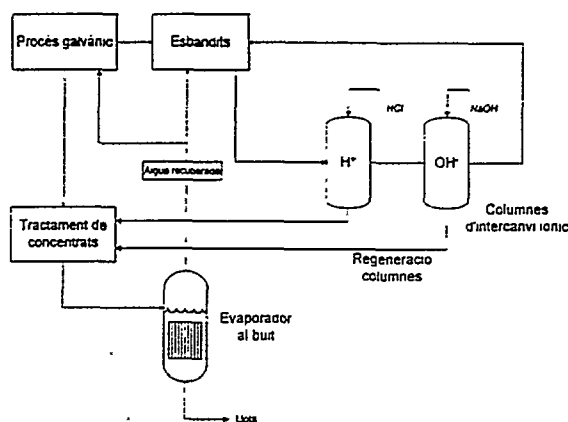 Procés galvànic
Esbandits
HCl
NaOH
H⁺
OH⁻
Aigua recuperada
Columnes
d'intercanvi iònic
Tractament de
concentrats
Regeneració
columnes
Evaporador
al buit
Llots